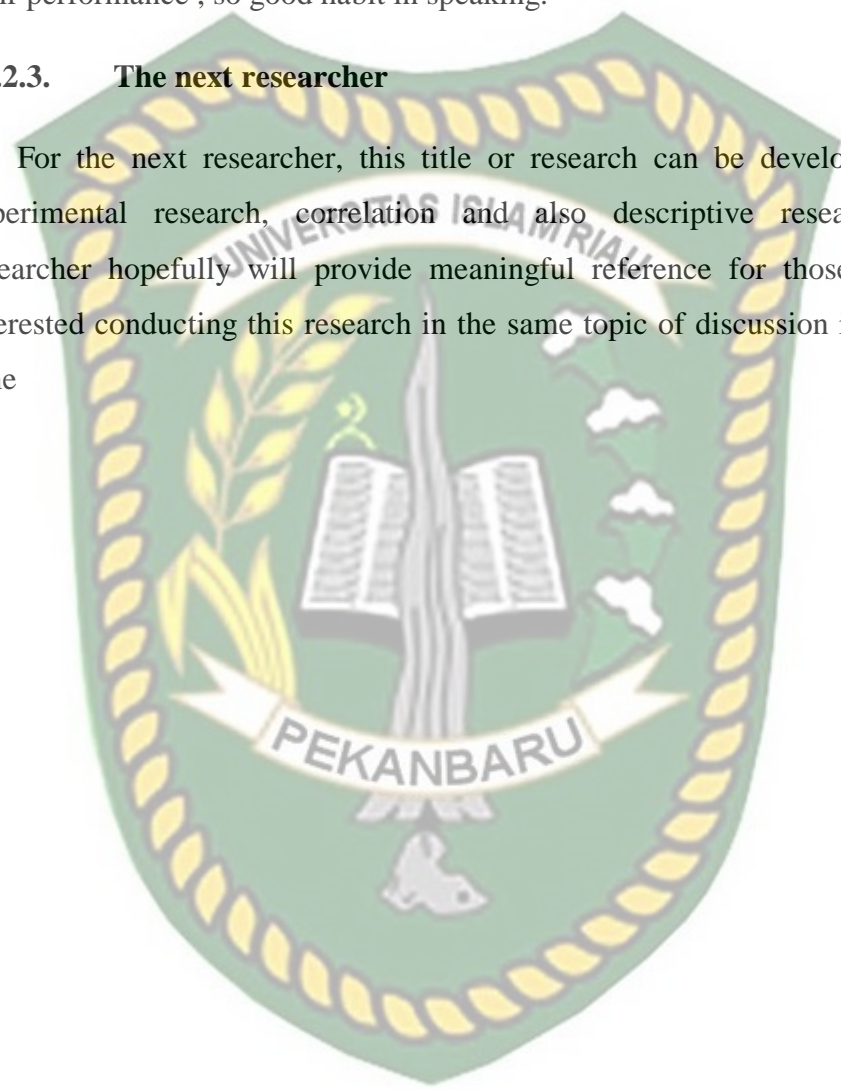 ir performance , so good habit in speaking.
.2.3. The next researcher
For the next researcher, this title or research can be develo
perimental research, correlation and also descriptive resea
earcher hopefully will provide meaningful reference for those
erested conducting this research in the same topic of discussion
ne
UNIVERSITAS ISLAM RIAU
PEKANBARU